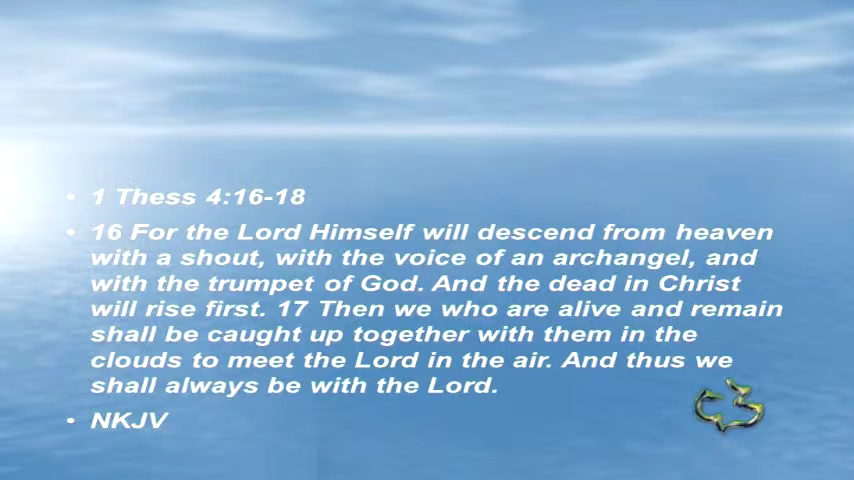 • 1 Thess 4:16-18
• 16 For the Lord Himself will descend from heaven
with a shout, with the voice of an archangel, and
with the trumpet of God. And the dead in Christ
will rise first. 17 Then we who are alive and remain
shall be caught up together with them in the
clouds to meet the Lord in the air. And thus we
shall always be with the Lord.
• NKJV